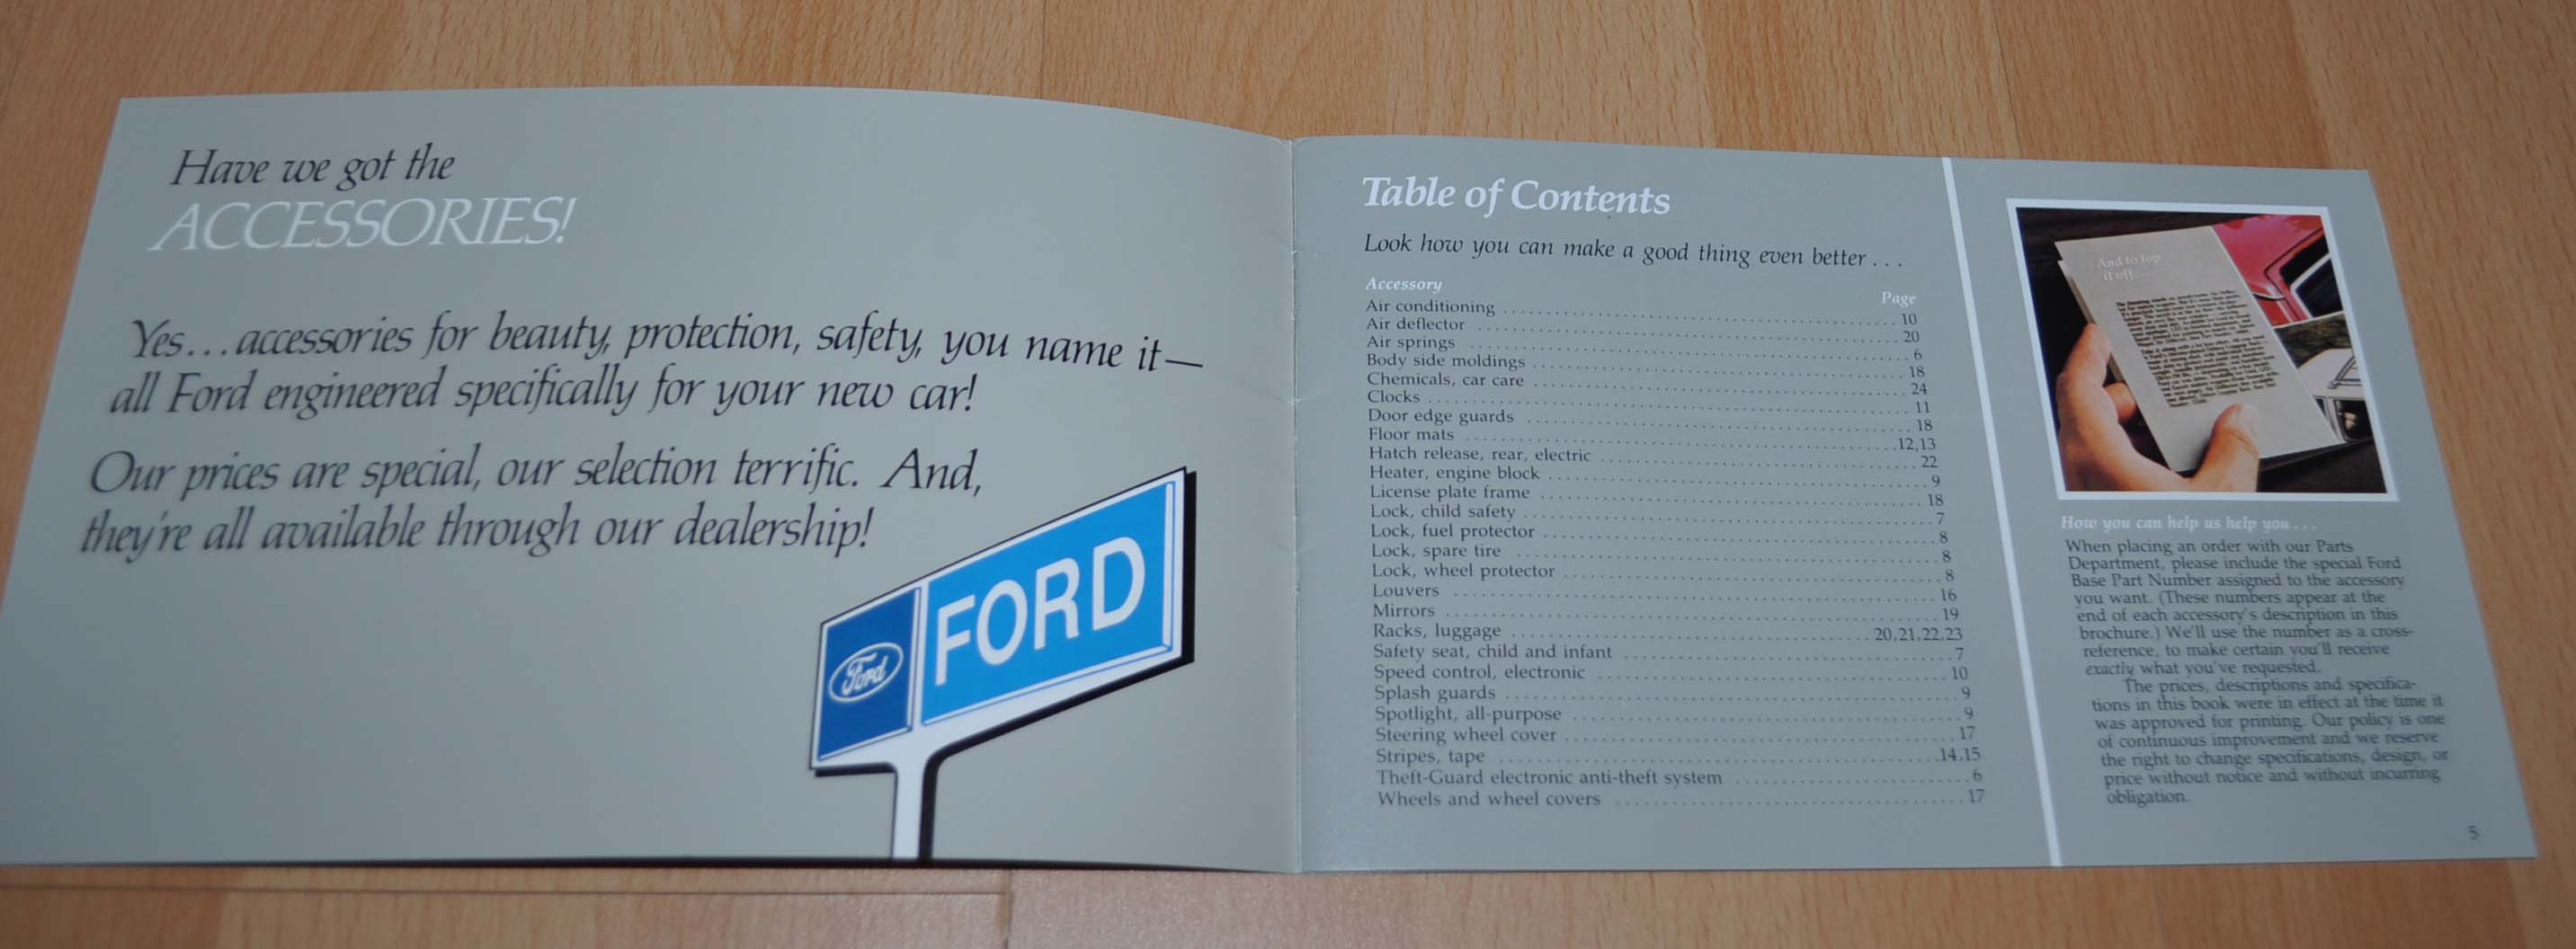 Have we got the
ACCESSORIES!
Yes...accessories for beauty, protection, safety, you name it—
all Ford engineered specifically for your new car!
Our prices are special, our selection terrific. And,
they're all available through our dealership!
Ford
FORD
Table of Contents
Look how you can make a good thing even better . . .
Accessory Page
Air conditioning 10
Air deflector 20
Air springs 6
Body side moldings 18
Chemicals, car care 24
Clocks 11
Door edge guards 18
Floor mats 12,13
Hatch release, rear, electric 22
Heater, engine block 9
License plate frame 18
Lock, child safety 7
Lock, fuel protector 8
Lock, spare tire 8
Lock, wheel protector 8
Louvers 16
Mirrors 19
Racks, luggage 20,21,22,23
Safety seat, child and infant 7
Speed control, electronic 10
Splash guards 9
Spotlight, all-purpose 9
Steering wheel cover 17
Stripes, tape 14,15
Theft-Guard electronic anti-theft system 6
Wheels and wheel covers 17
And to top
it off...
How you can help us help you . . .
When placing an order with our Parts
Department, please include the special Ford
Base Part Number assigned to the accessory
you want. (These numbers appear at the
end of each accessory's description in this
brochure.) We'll use the number as a cross-
reference, to make certain you'll receive
exactly what you've requested.
The prices, descriptions and specifica-
tions in this book were in effect at the time it
was approved for printing. Our policy is one
of continuous improvement and we reserve
the right to change specifications, design, or
price without notice and without incurring
obligation.
5